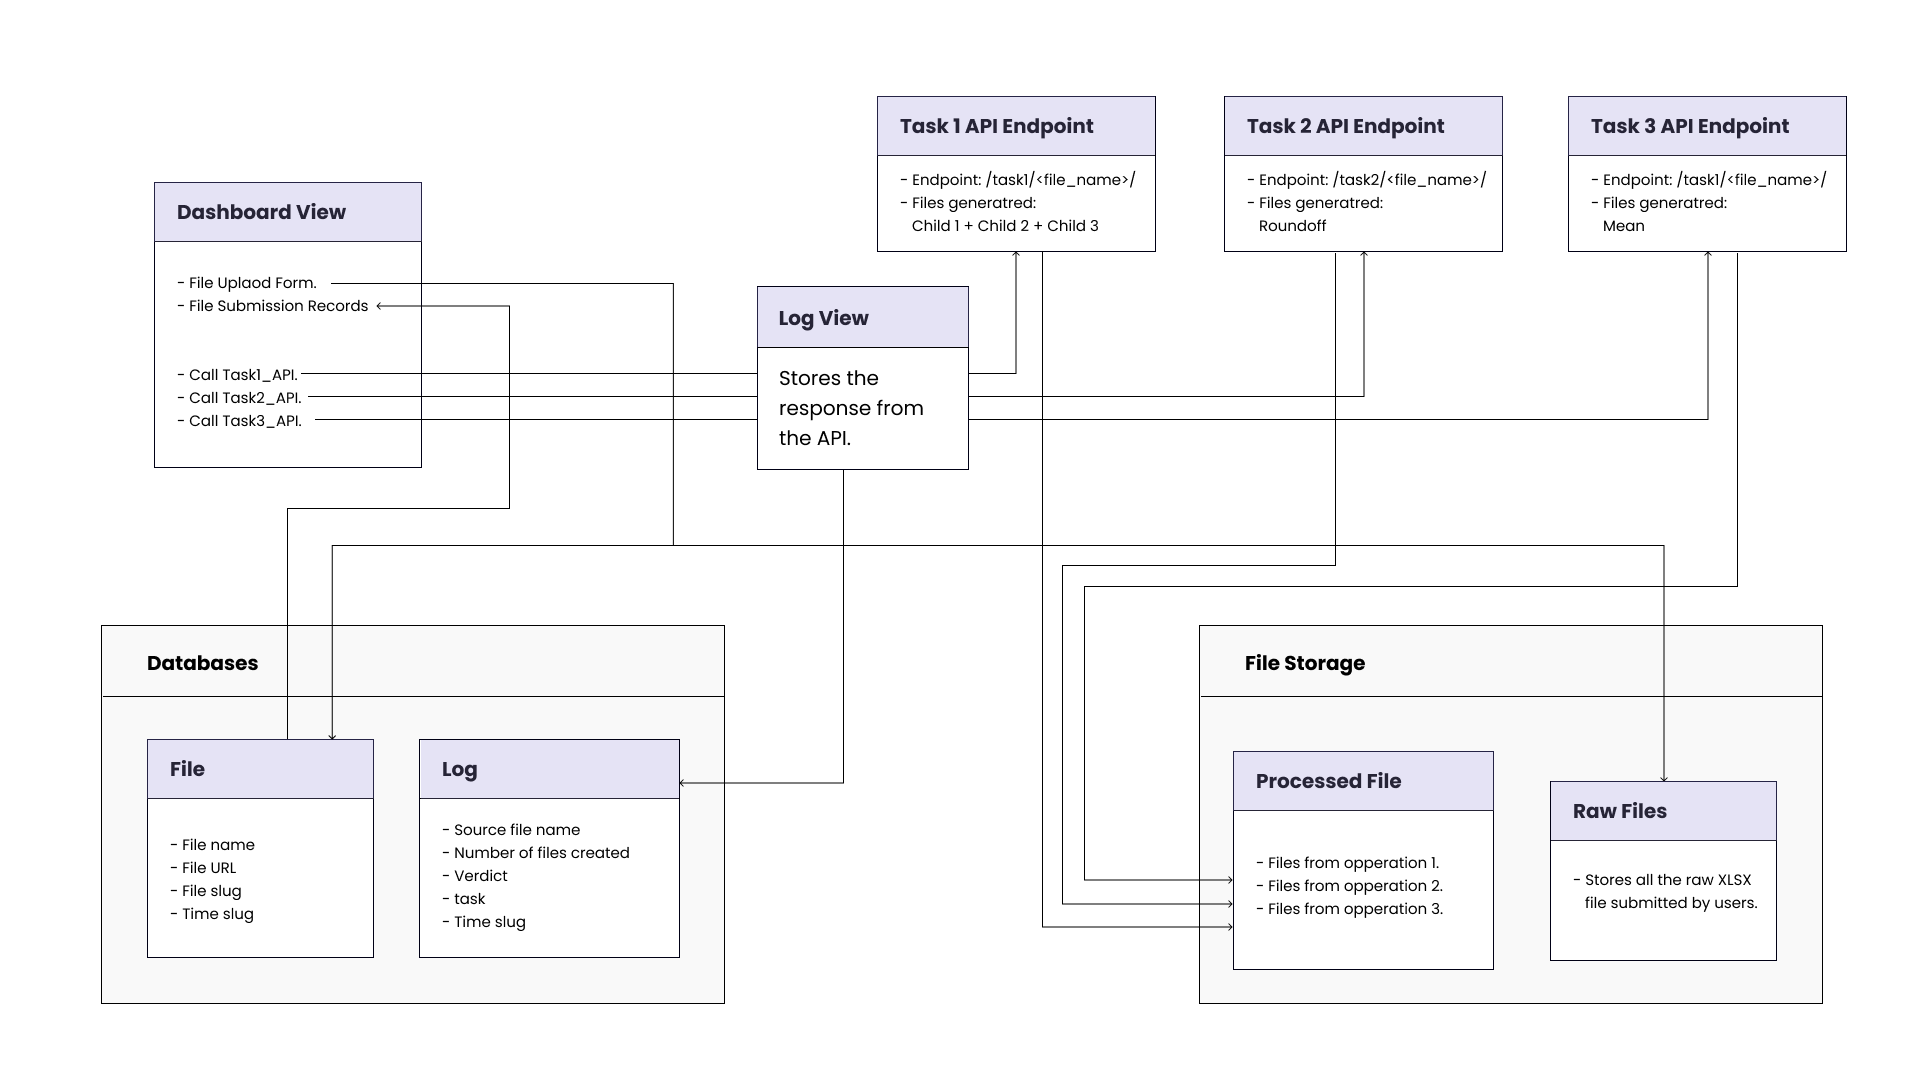 Task 1 API Endpoint
- Endpoint: /task1/<file_name>/
- Files generatred:
Child 1 + Child 2 + Child 3
Task 2 API Endpoint
- Endpoint: /task2/<file_name>/
- Files generatred:
Roundoff
Task 3 API Endpoint
- Endpoint: /task1/<file_name>/
- Files generatred:
Mean
Dashboard View
- File Uplaod Form.
- File Submission Records
- Call Task1_API.
- Call Task2_API.
- Call Task3_API.
Log View
Stores the
response from
the API.
Databases
File
- File name
- File URL
- File slug
- Time slug
Log
- Source file name
- Number of files created
- Verdict
- task
- Time slug
File Storage
Processed File
- Files from opperation 1.
- Files from opperation 2.
- Files from opperation 3.
Raw Files
- Stores all the raw XLSX
file submitted by users.